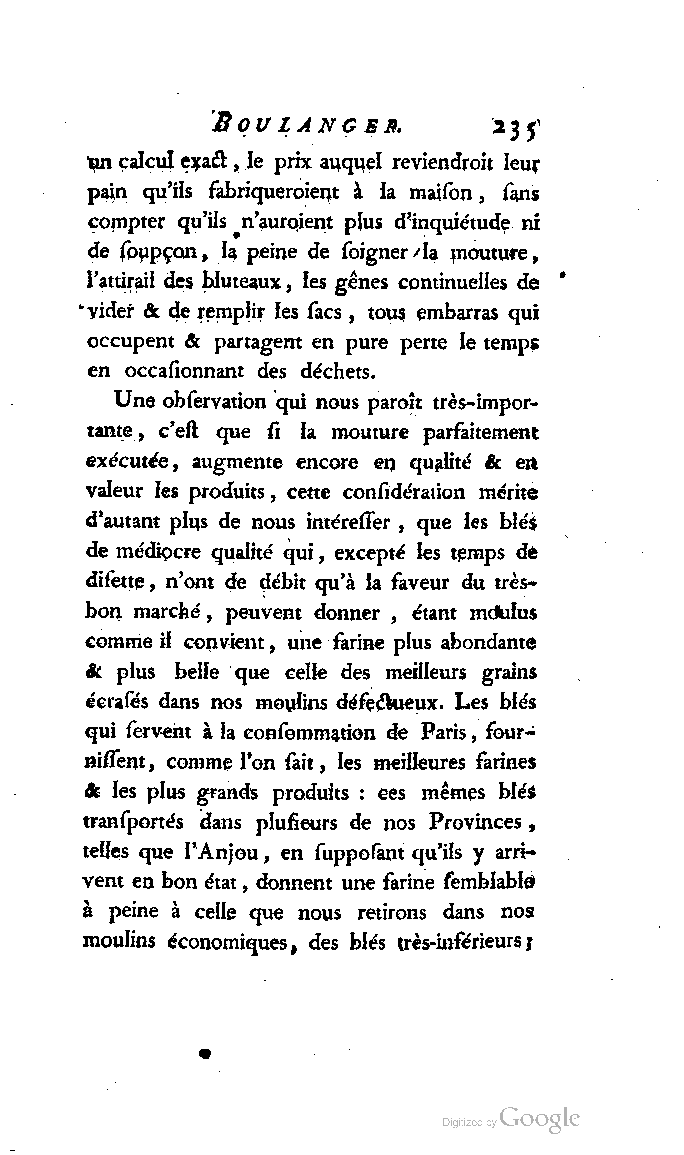 BOULANGER. 235
un calcul exact, le prix auquel reviendroit leur
pain qu'ils fabriqueroient à la maiſon, ſans
compter qu'ils n'auroient plus d'inquiétude ni
de ſoupçon, la peine de ſoigner la mouture,
l'attirail des bluteaux, les gênes continuelles de
vider & de remplir les ſacs, tous embarras qui
occupent & partagent en pure perte le temps
en occaſionnant des déchets.
Une obſervation qui nous paroît très-impor-
tante, c'eſt que ſi la mouture parfaitement
exécutée, augmente encore en qualité & en
valeur les produits, cette conſidération mérite
d'autant plus de nous intéreſſer, que les blés
de médiocre qualité qui, excepté les temps de
diſette, n'ont de débit qu'à la faveur du très-
bon marché, peuvent donner, étant moulus
comme il convient, une farine plus abondante
& plus belle que celle des meilleurs grains
écraſés dans nos moulins défectueux. Les blés
qui ſervent à la conſommation de Paris, four-
niſſent, comme l'on ſait, les meilleures farines
& les plus grands produits : ces mêmes blés
tranſportés dans pluſieurs de nos Provinces,
telles que l'Anjou, en ſuppoſant qu'ils y arri-
vent en bon état, donnent une farine ſemblable
à peine à celle que nous retirons dans nos
moulins économiques, des blés très-inférieurs;
Digitized by Google